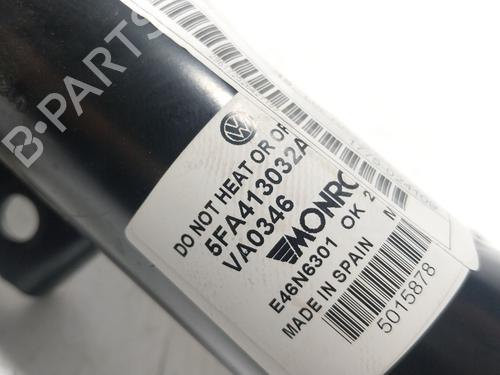 B-PARTS
DO NOT HEAT OR OP
5FA413032A
VA0346
MONRO
E46N6301 OK 2
MADE IN SPAIN M
5015878